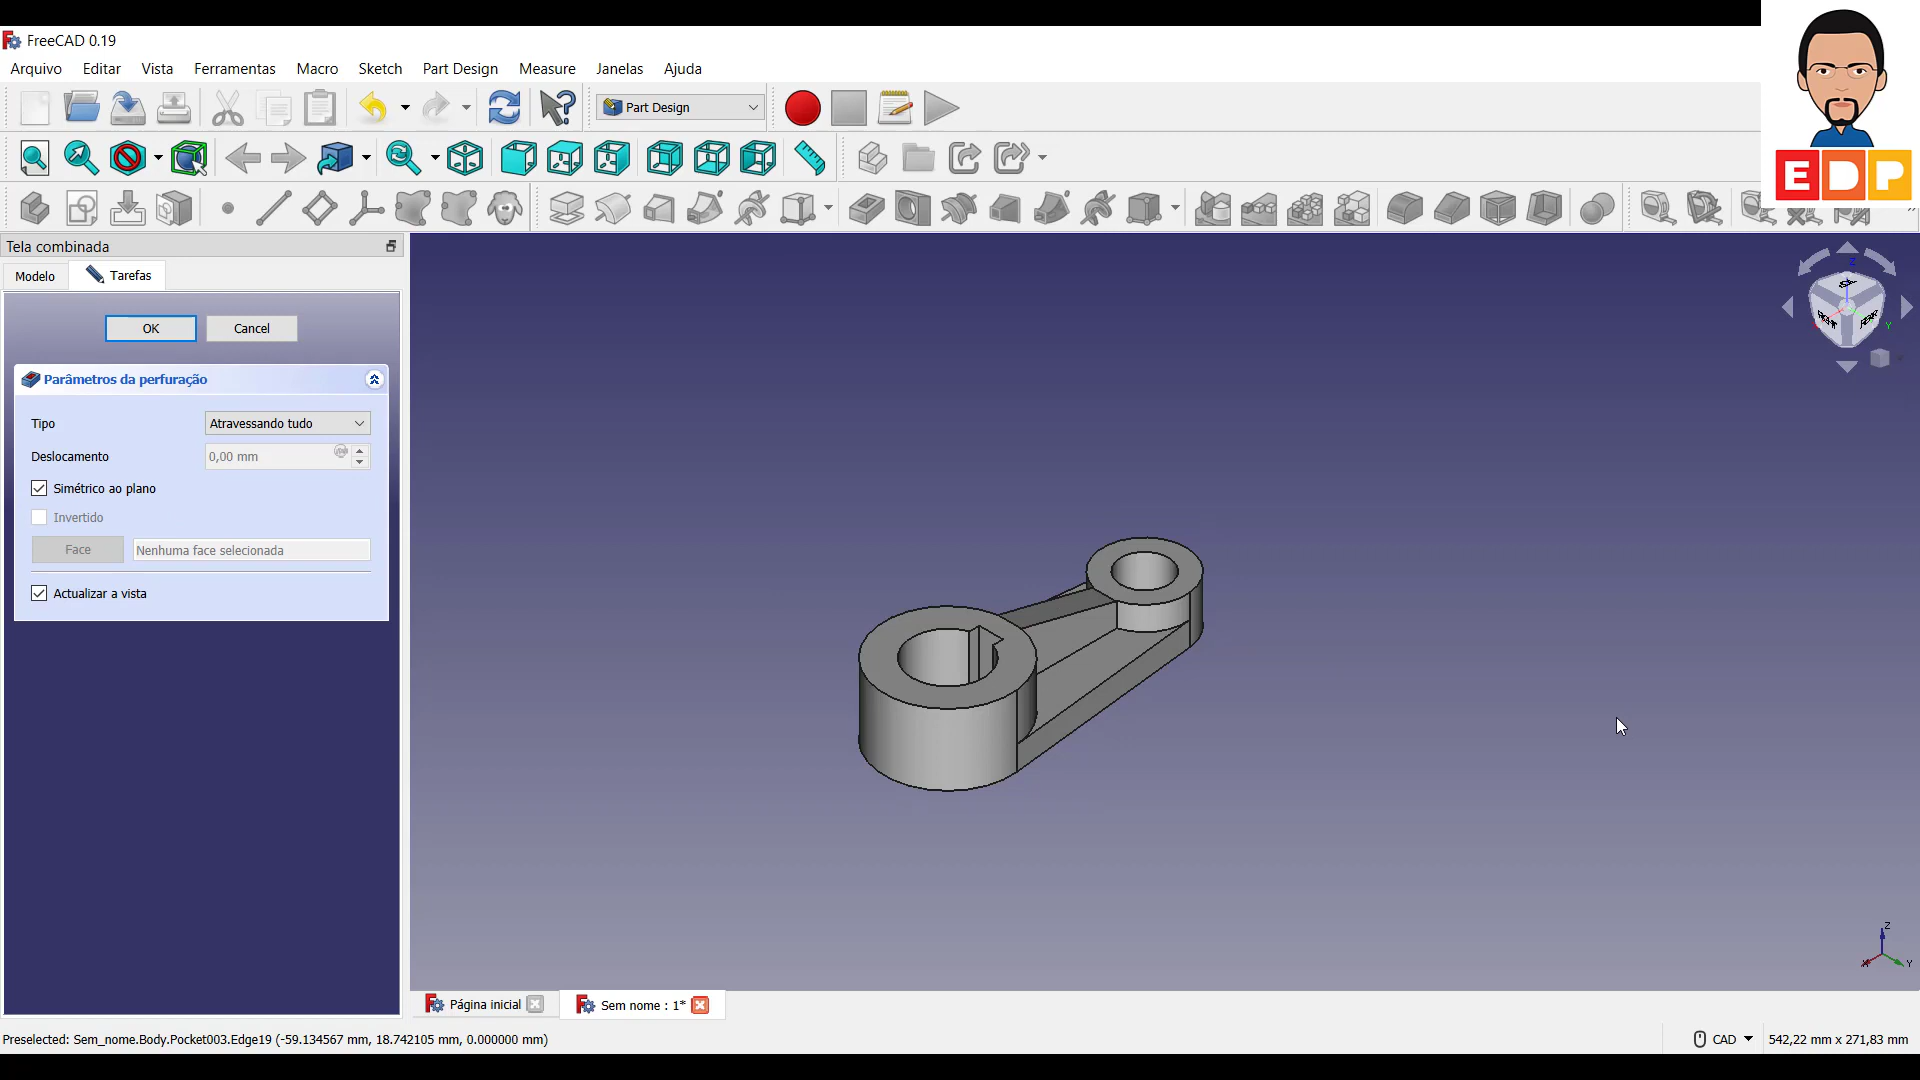 FreeCAD 0.19
Arquivo Editar Vista Ferramentas Macro Sketch Part Design Measure Janelas Ajuda
Part Design
EDP
Tela combinada
Modelo Tarefas
OK Cancel
Parâmetros da perfuração
Tipo Atravessando tudo
Deslocamento 0,00 mm
Simétrico ao plano
Invertido
Face Nenhuma face selecionada
Actualizar a vista
Z
X Y
Z
X Y
Página inicial Sem nome : 1*
Preselected: Sem_nome.Body.Pocket003.Edge19 (-59.134567 mm, 18.742105 mm, 0.000000 mm) CAD 542,22 mm x 271,83 mm